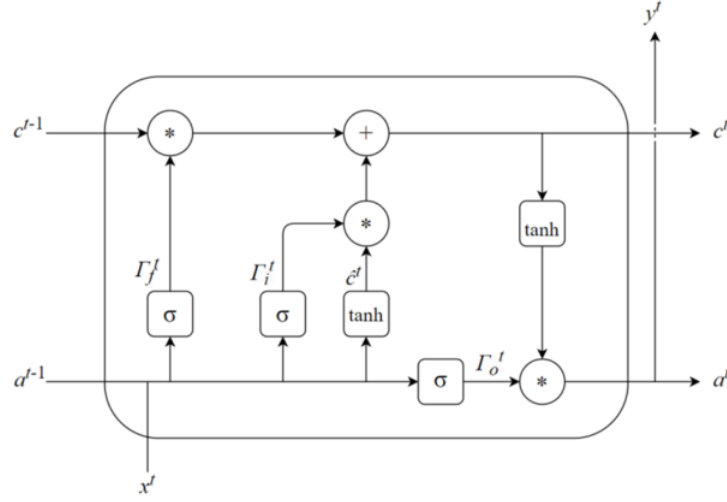 y^t
c^{t-1} * + c^t
* tanh
Γ_f^t Γ_i^t ĉ^t
σ σ tanh
a^{t-1} σ Γ_o^t * a^t
x^t